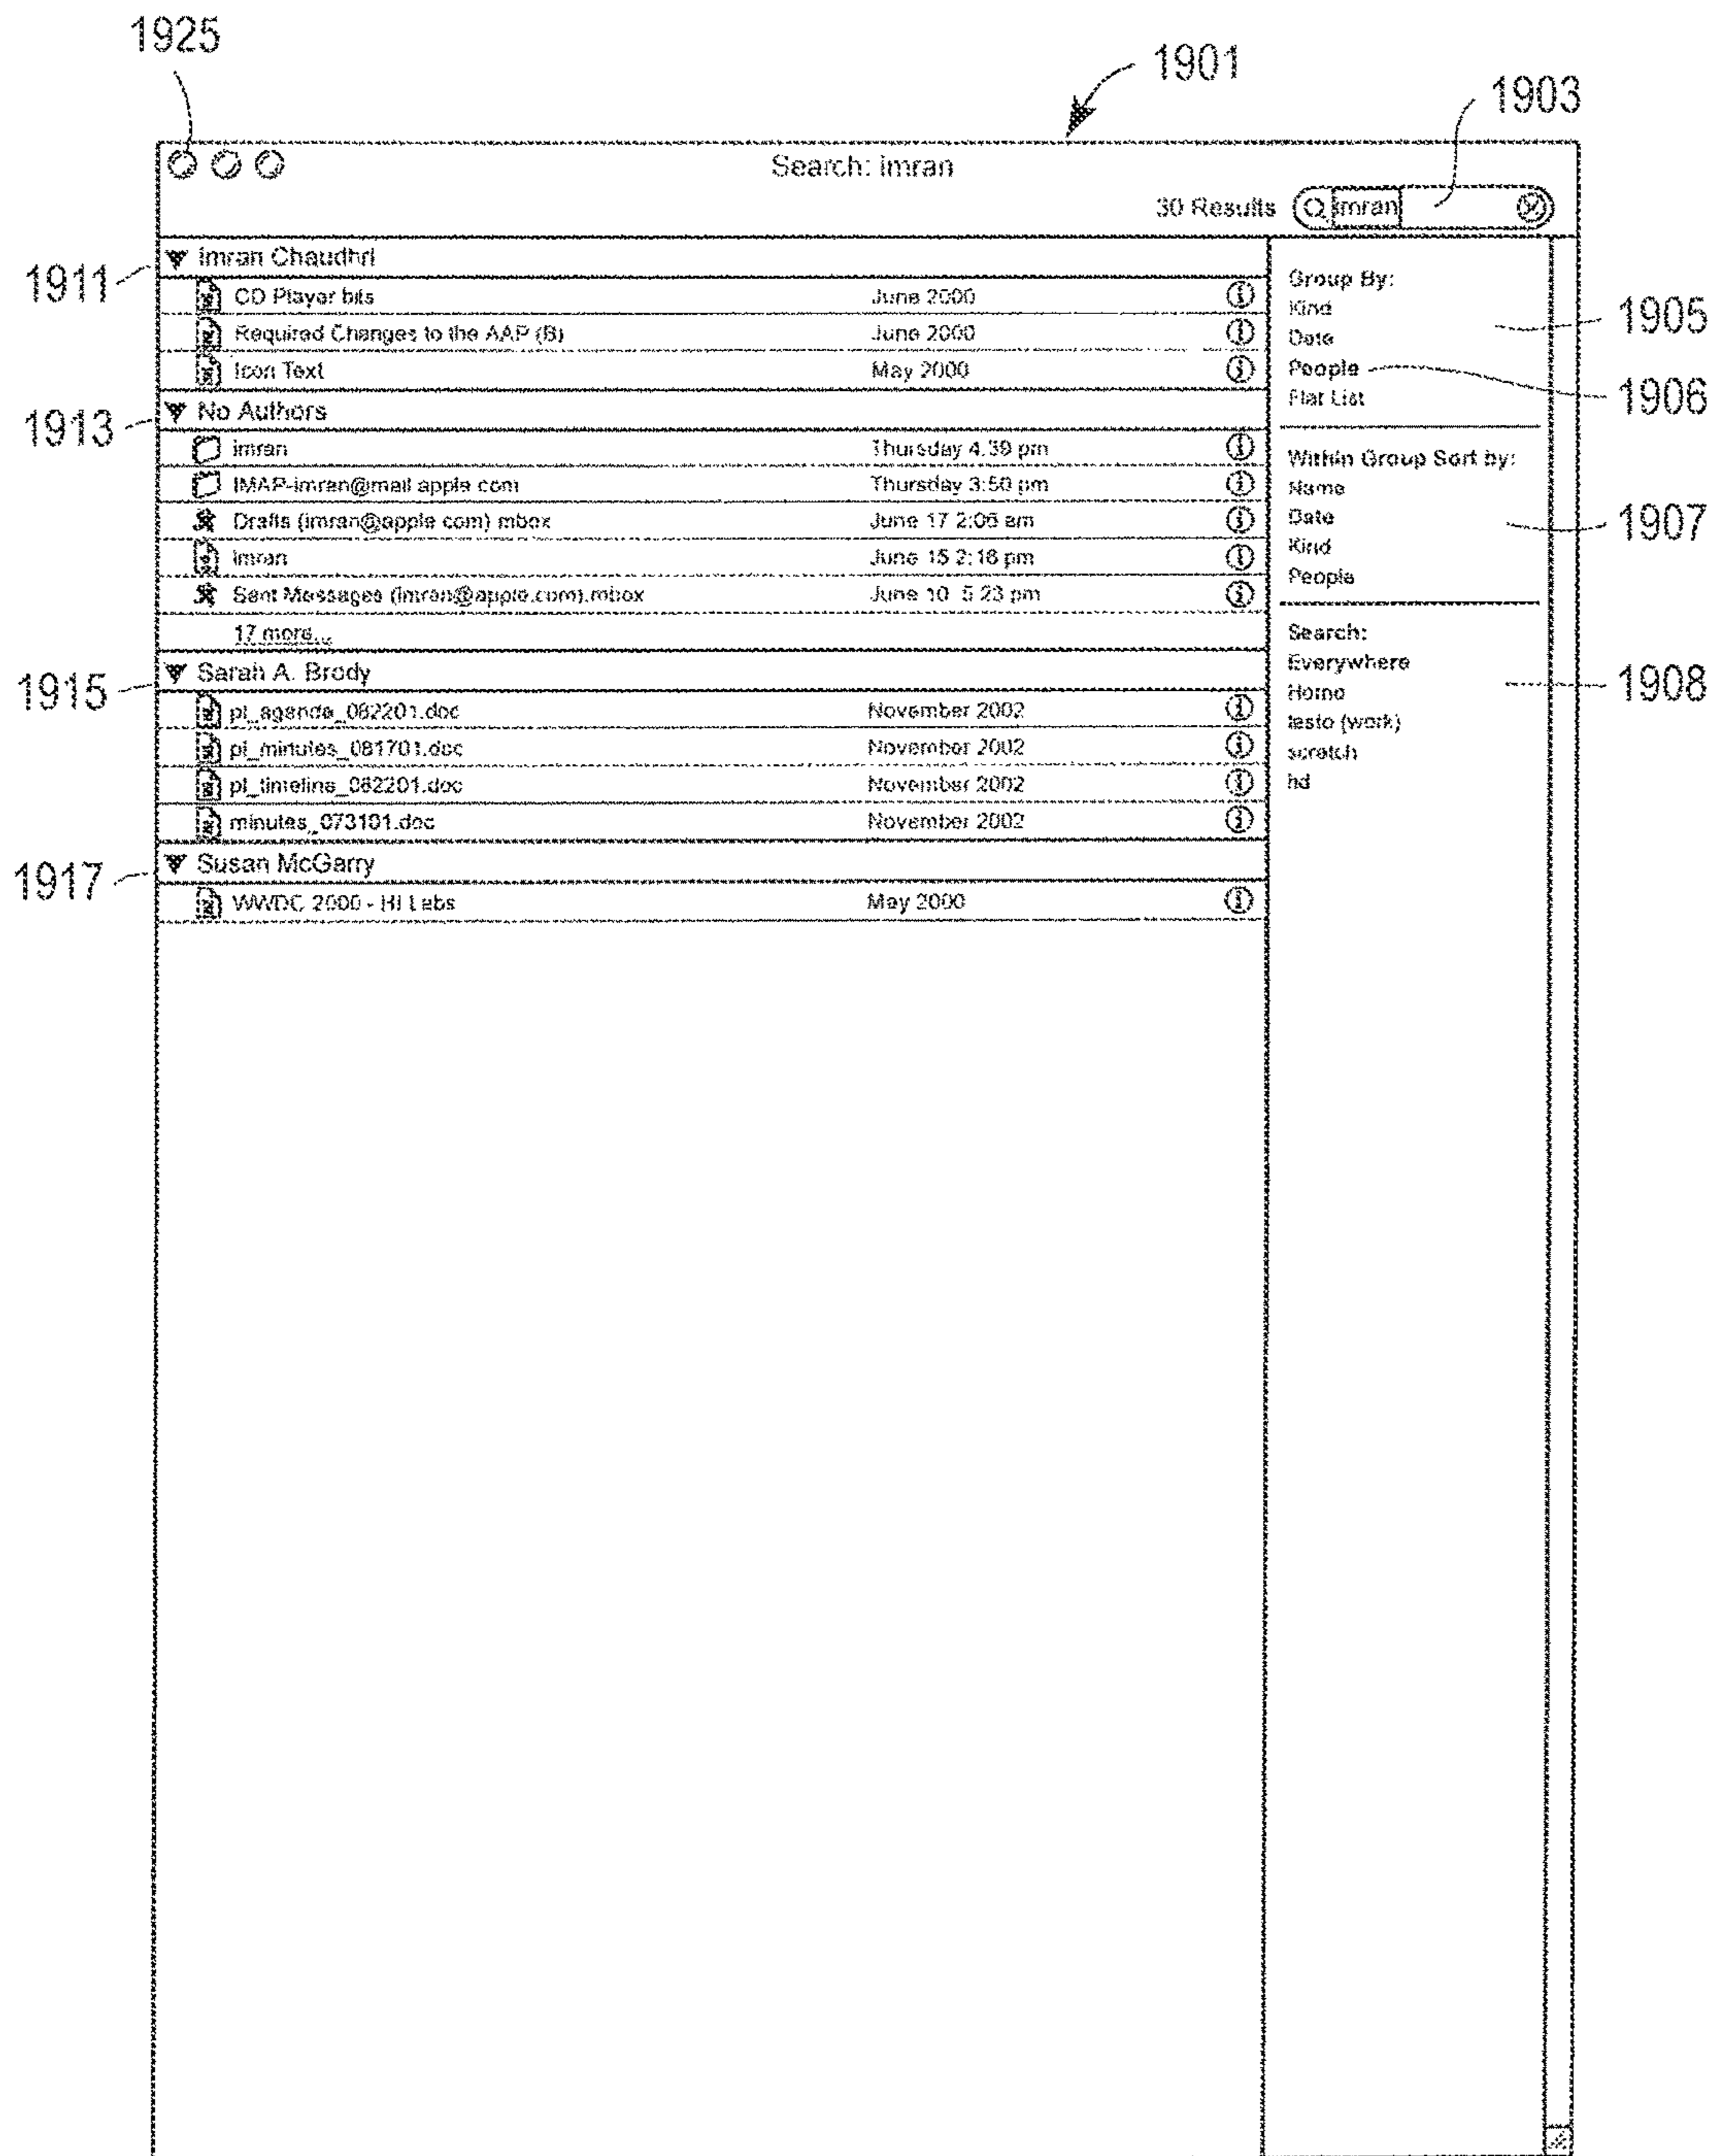 1925
1901
1903
Search: imran
30 Results
imran
1911
Imran Chaudhri
CD Player bits June 2000
Required Changes to the AAP (B) June 2000
Icon Text May 2000
1913
No Authors
imran Thursday 4:39 pm
IMAP-imran@mail.apple.com Thursday 3:50 pm
Drafts (imran@apple.com).mbox June 17 2:06 am
imran June 15 2:18 pm
Sent Messages (imran@apple.com).mbox June 10 5:23 pm
17 more...
1915
Sarah A. Brody
pi_agenda_082201.doc November 2002
pi_minutes_081701.doc November 2002
pi_timeline_082201.doc November 2002
minutes_073101.doc November 2002
1917
Susan McGarry
WWDC 2000 - HI Labs May 2000
Group By:
Kind
Date
People
Flat List
1905
1906
Within Group Sort by:
Name
Date
Kind
People
1907
Search:
Everywhere
Home
testo (work)
scratch
hd
1908